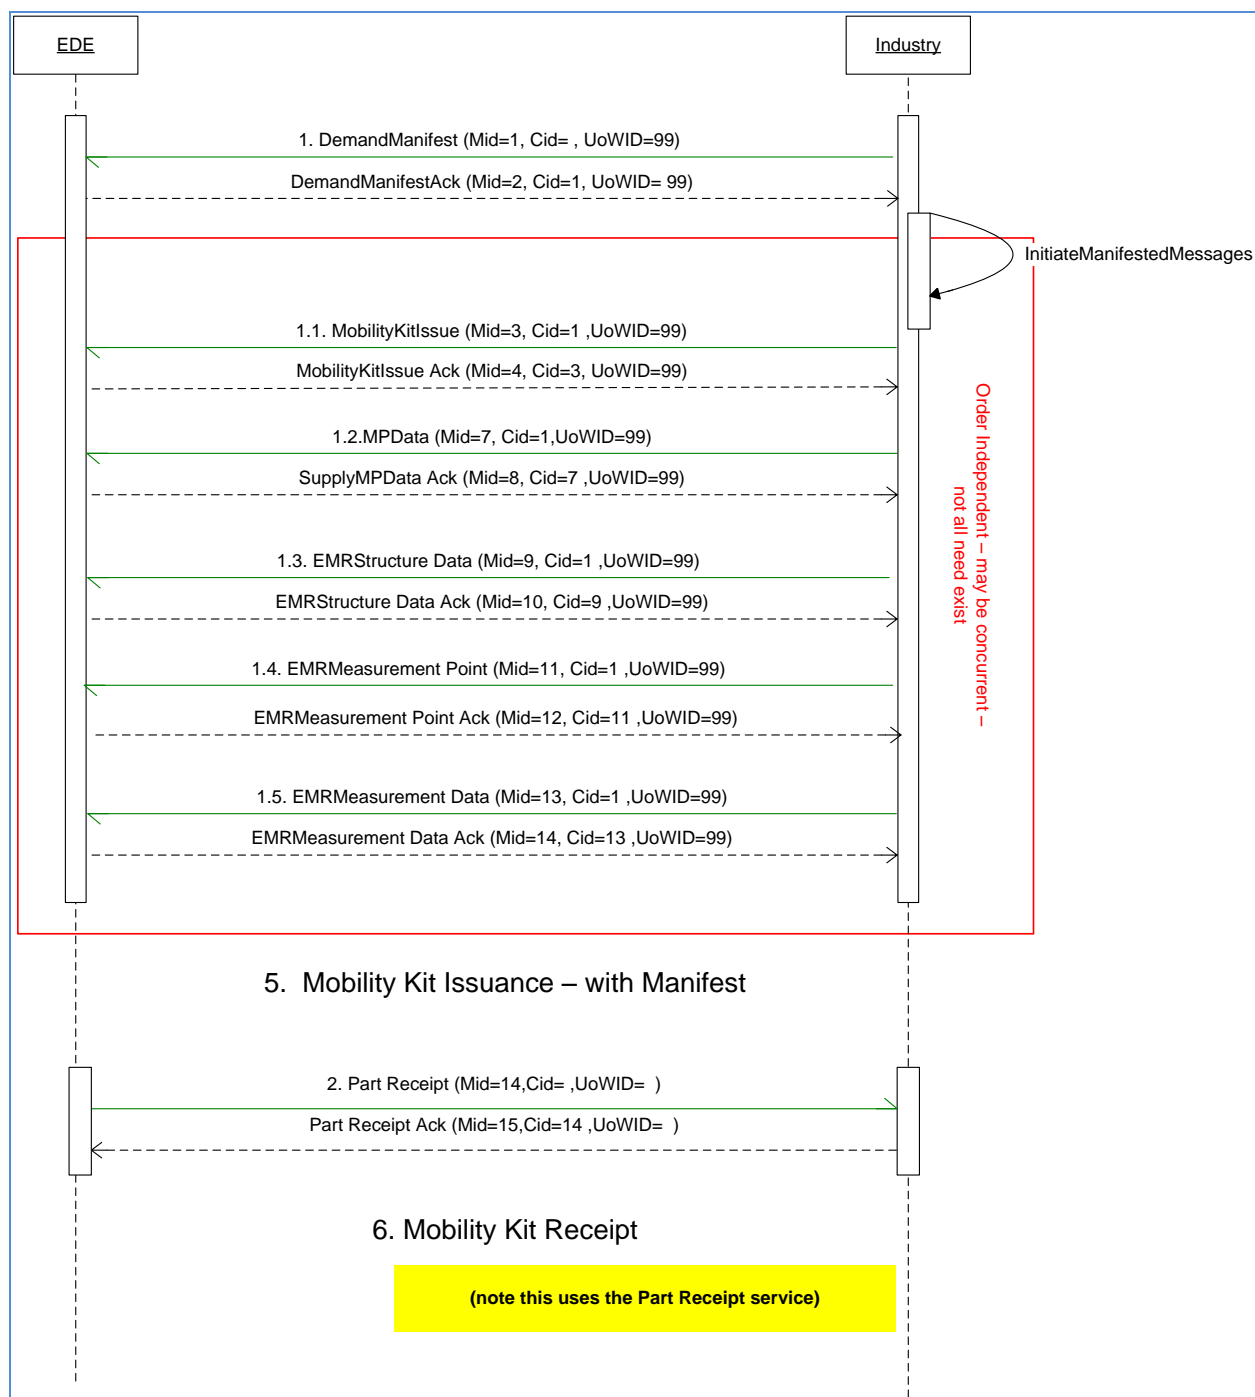 EDE
Industry
1. DemandManifest (Mid=1, Cid= , UoWID=99)
DemandManifestAck (Mid=2, Cid=1, UoWID= 99)
InitiateManifestedMessages
1.1. MobilityKitIssue (Mid=3, Cid=1 ,UoWID=99)
MobilityKitIssue Ack (Mid=4, Cid=3, UoWID=99)
1.2.MPData (Mid=7, Cid=1,UoWID=99)
SupplyMPData Ack (Mid=8, Cid=7 ,UoWID=99)
1.3. EMRStructure Data (Mid=9, Cid=1 ,UoWID=99)
EMRStructure Data Ack (Mid=10, Cid=9 ,UoWID=99)
1.4. EMRMeasurement Point (Mid=11, Cid=1 ,UoWID=99)
EMRMeasurement Point Ack (Mid=12, Cid=11 ,UoWID=99)
1.5. EMRMeasurement Data (Mid=13, Cid=1 ,UoWID=99)
EMRMeasurement Data Ack (Mid=14, Cid=13 ,UoWID=99)
Order Independent – may be concurrent –
not all need exist
5. Mobility Kit Issuance – with Manifest
2. Part Receipt (Mid=14,Cid= ,UoWID= )
Part Receipt Ack (Mid=15,Cid=14 ,UoWID= )
6. Mobility Kit Receipt
(note this uses the Part Receipt service)